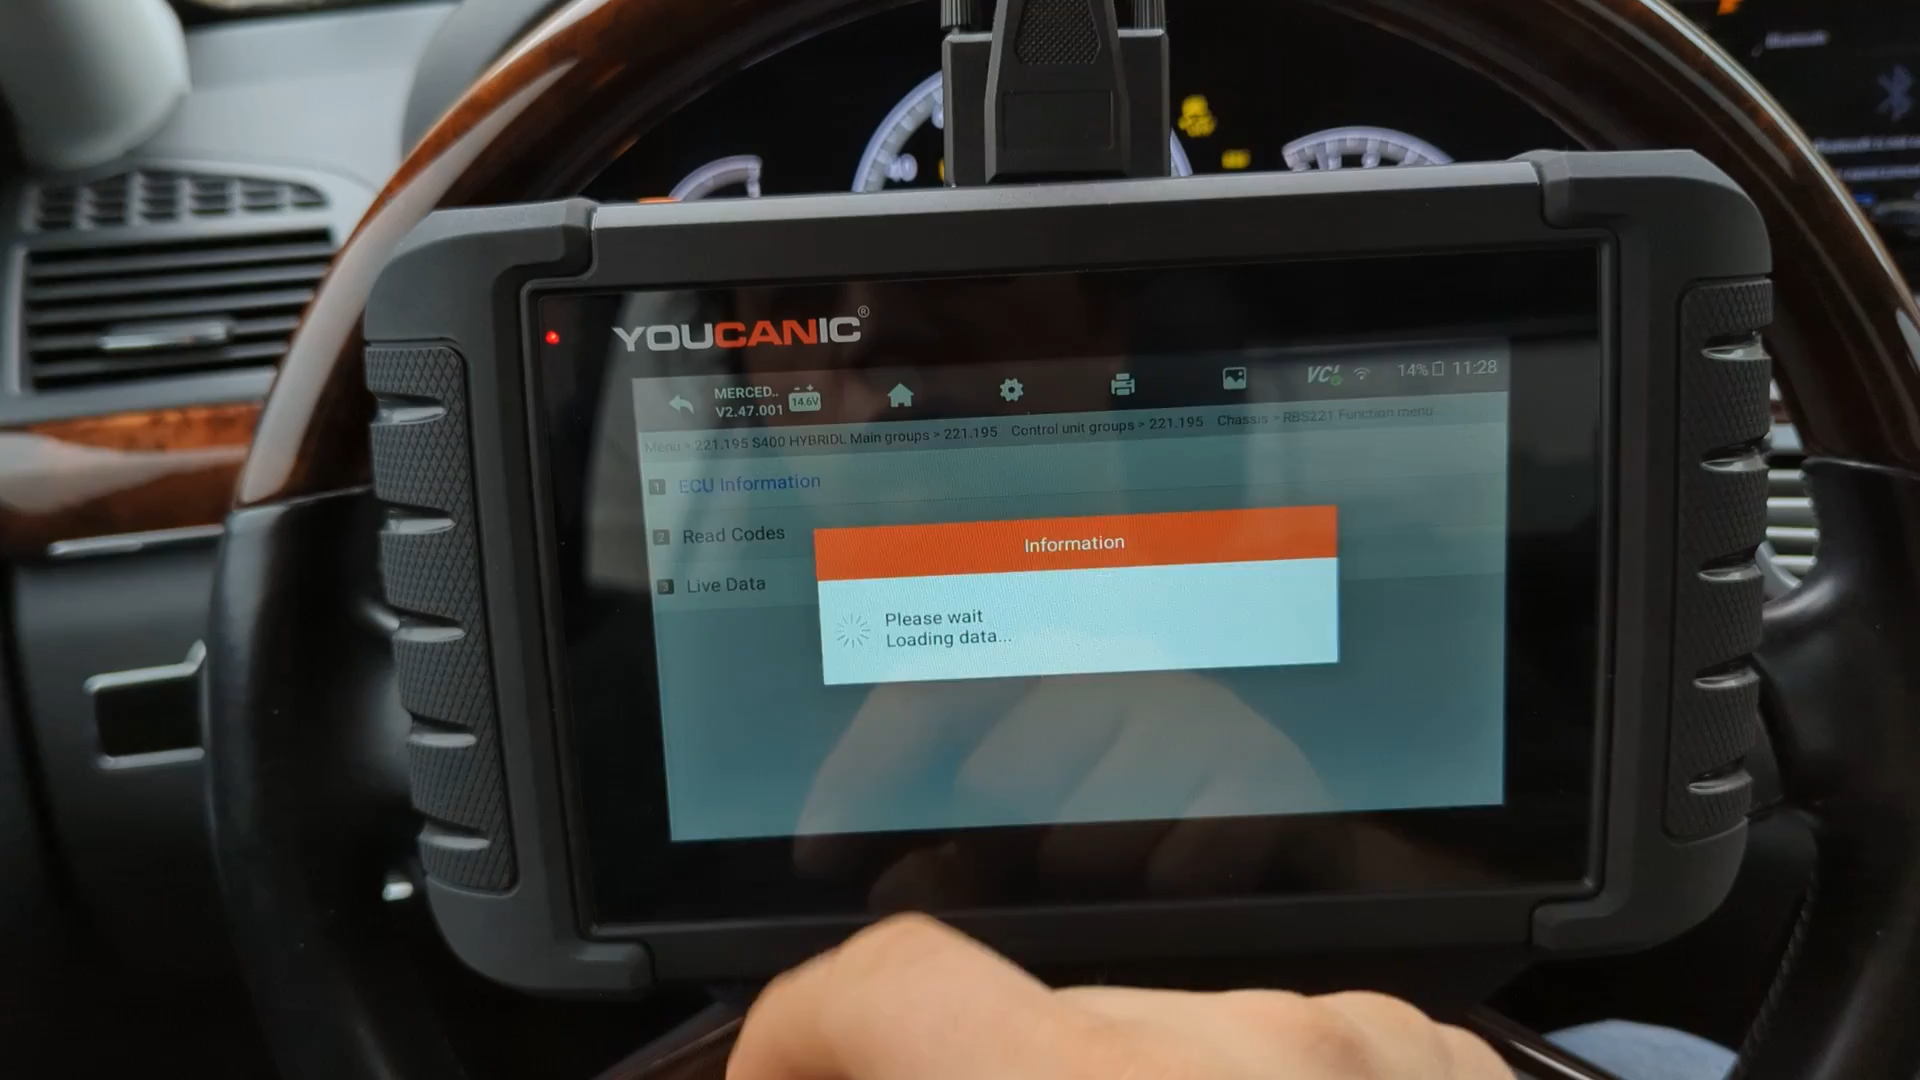 YOUCANIC®
MERCED..
V2.47.001
14.6V
VCI
14%
11:28
Menu > 221.195 S400 HYBRIDL Main groups > 221.195 Control unit groups > 221.195 Chassis > RBS221 Function menu
1 ECU Information
2 Read Codes
3 Live Data
Information
Please wait
Loading data...